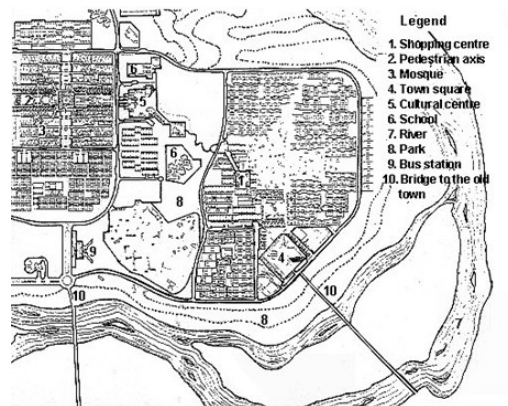 Legend
1. Shopping centre
2. Pedestrian axis
3. Mosque
4. Town square
5. Cultural centre
6. School
7. River
8. Park
9. Bus station
10. Bridge to the old
town
6
5
3
6
1
8
9
4
10
10
8
7